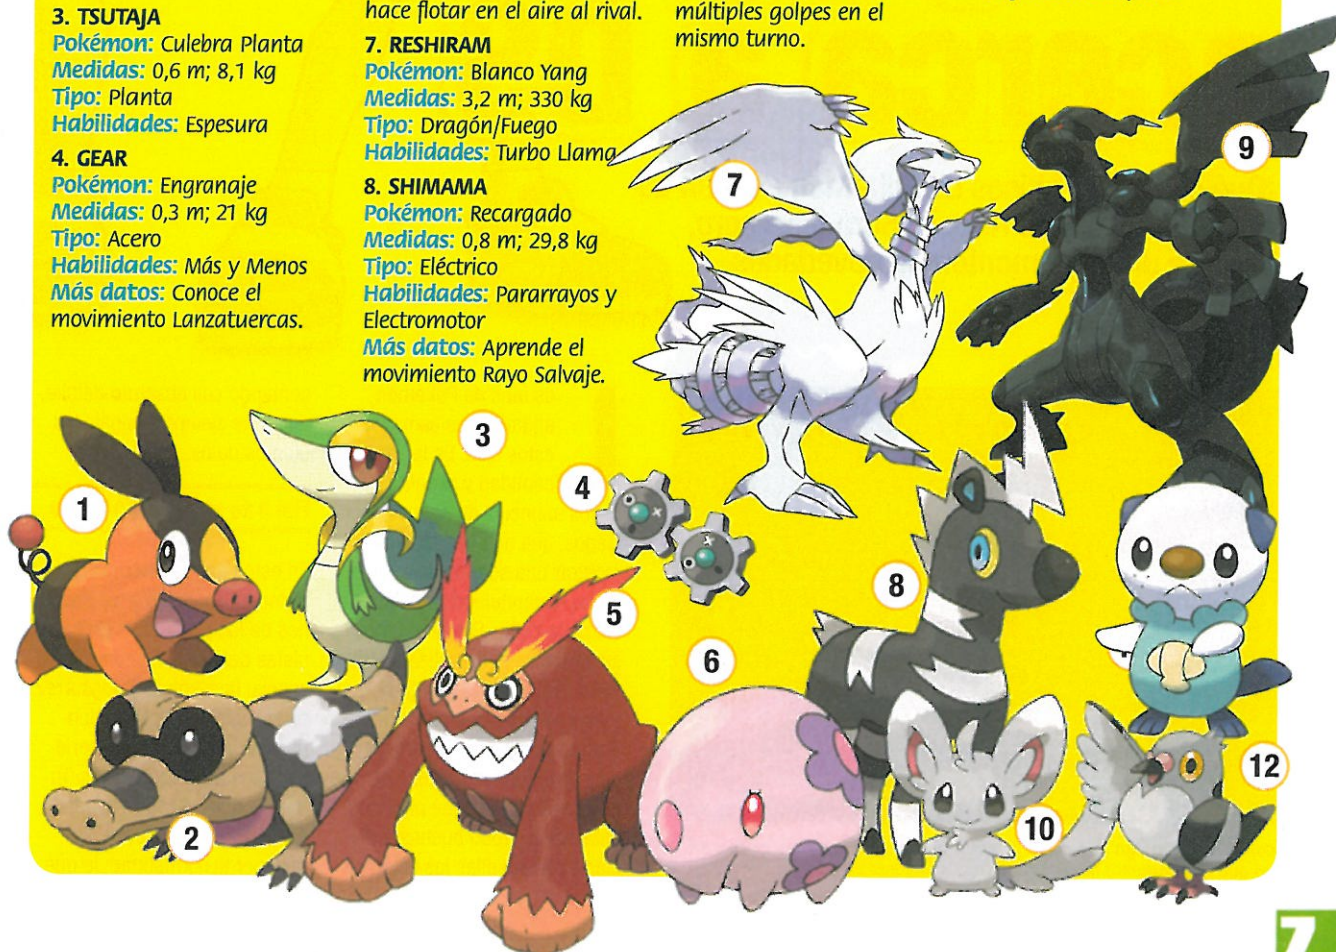 3. TSUTAJA
Pokémon: Culebra Planta
Medidas: 0,6 m; 8,1 kg
Tipo: Planta
Habilidades: Espesura
4. GEAR
Pokémon: Engranaje
Medidas: 0,3 m; 21 kg
Tipo: Acero
Habilidades: Más y Menos
Más datos: Conoce el
movimiento Lanzatuercas.
hace flotar en el aire al rival.
7. RESHIRAM
Pokémon: Blanco Yang
Medidas: 3,2 m; 330 kg
Tipo: Dragón/Fuego
Habilidades: Turbo Llama
8. SHIMAMA
Pokémon: Recargado
Medidas: 0,8 m; 29,8 kg
Tipo: Eléctrico
Habilidades: Pararrayos y
Electromotor
Más datos: Aprende el
movimiento Rayo Salvaje.
múltiples golpes en el
mismo turno.
7
9
3
1
4
5
8
6
2
10
12
7